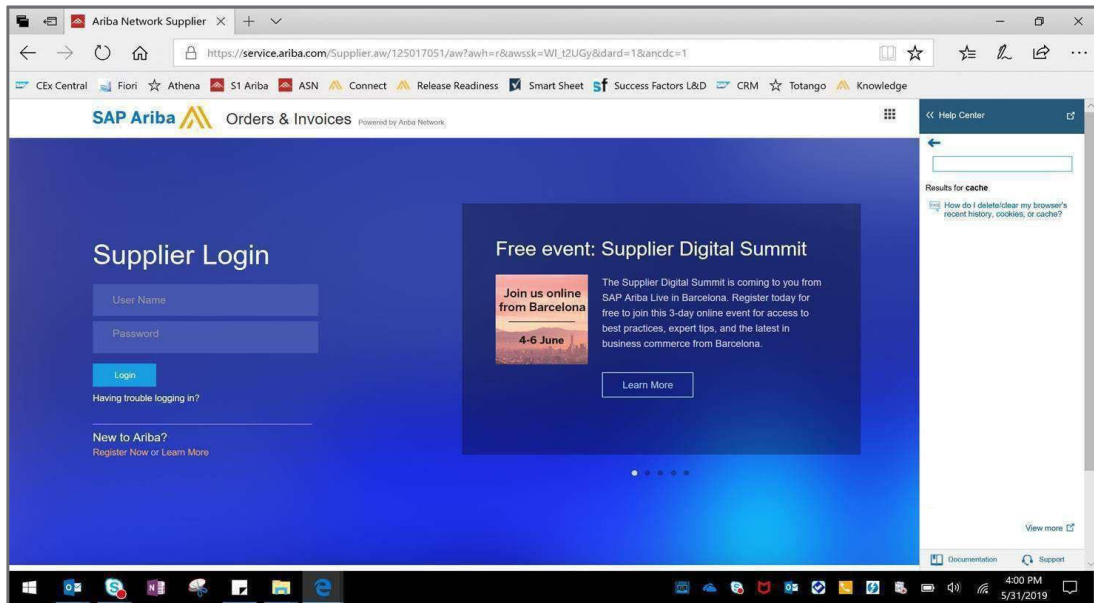 Ariba Network Supplier
https://service.ariba.com/Supplier.aw/125017051/aw?awh=r&awssk=WI_t2UGy&dard=1&ancdc=1
CEx Central Fiori Athena S1 Ariba ASN Connect Release Readiness Smart Sheet Sf Success Factors L&D CRM Totango Knowledge
SAP Ariba Orders & Invoices Powered by Ariba Network
<< Help Center
Results for cache
How do I delete/clear my browser's
recent history, cookies, or cache?
Supplier Login
User Name
Password
Login
Having trouble logging in?
New to Ariba?
Register Now or Learn More
Free event: Supplier Digital Summit
Join us online
from Barcelona
4-6 June
The Supplier Digital Summit is coming to you from
SAP Ariba Live in Barcelona. Register today for
free to join this 3-day online event for access to
best practices, expert tips, and the latest in
business commerce from Barcelona.
Learn More
View more
Documentation Support
4:00 PM
5/31/2019